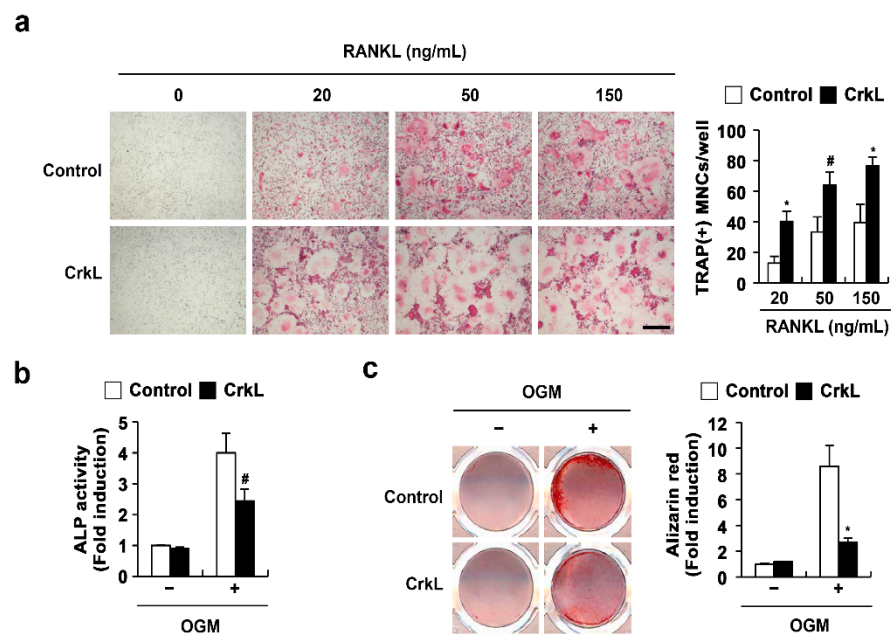 a
RANKL (ng/mL)
0 20 50 150
Control
CrkL
Control CrkL
TRAP(+) MNCs/well
100
80
60
40
20
0
* # *
20 50 150
RANKL (ng/mL)
b
Control CrkL
ALP activity
(Fold induction)
5
4
3
2
1
0
#
− +
OGM
c
OGM
− +
Control
CrkL
Control CrkL
Alizarin red
(Fold induction)
12
10
8
6
4
2
0
*
− +
OGM